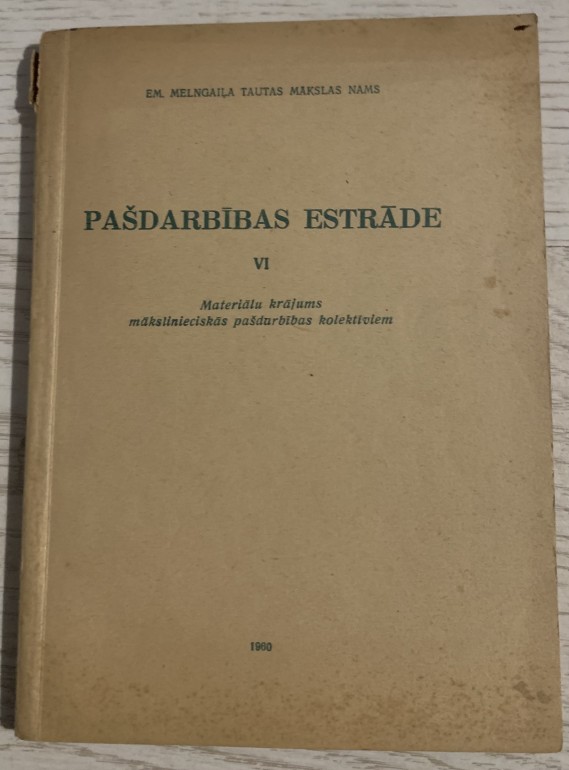 EM. MELNGAIĻA TAUTAS MĀKSLAS NAMS
PAŠDARBĪBAS ESTRĀDE
VI
Materiālu krājums
mākslinieciskās pašdarbības kolektīviem
1960